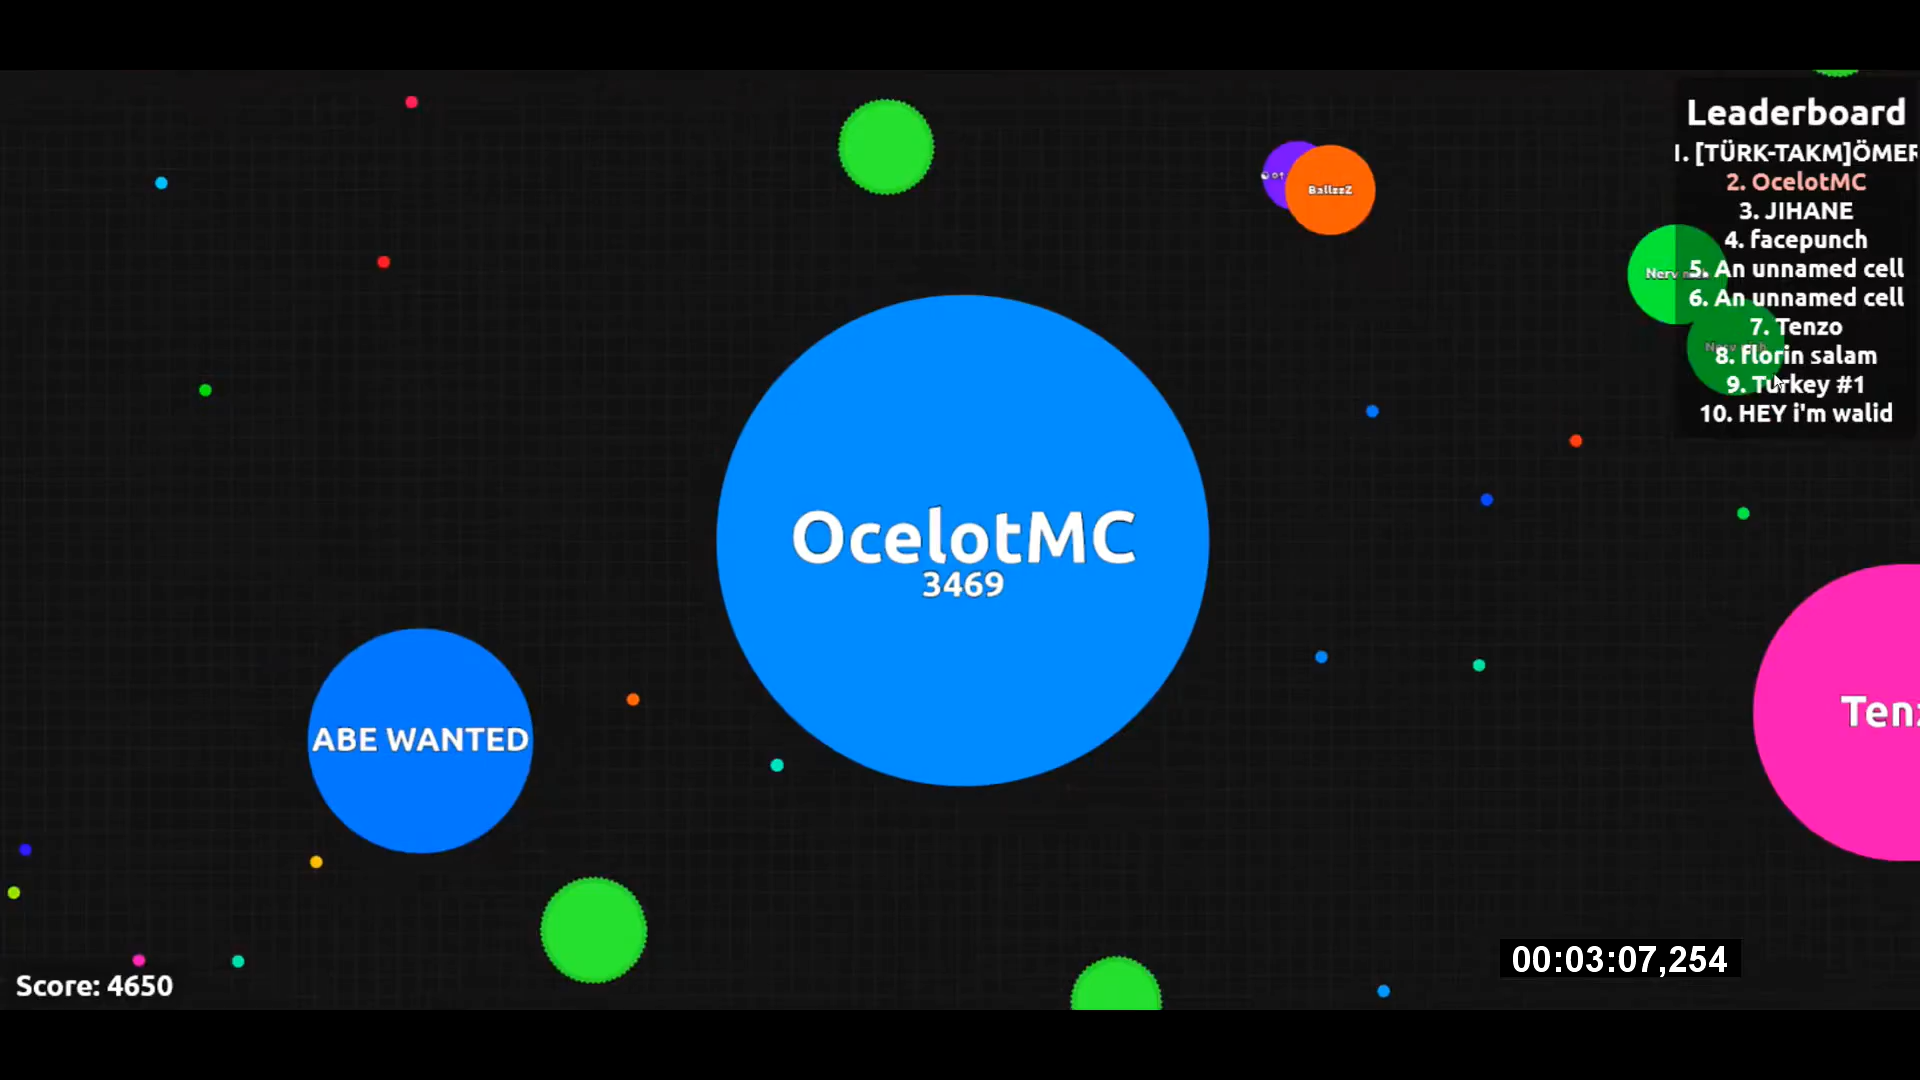 Leaderboard
1. [TÜRK-TAKM]ÖMER
2. OcelotMC
3. JIHANE
4. facepunch
5. An unnamed cell
6. An unnamed cell
7. Tenzo
8. florin salam
9. Turkey #1
10. HEY i'm walid
BallzzZ
Nerv
OcelotMC
3469
Ten
ABE WANTED
00:03:07,254
Score: 4650